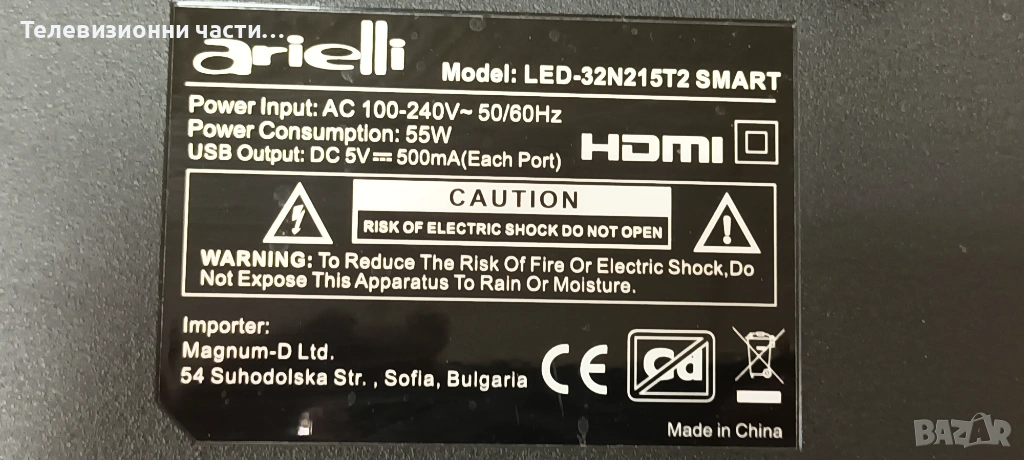 Телевизионни части...
arielli
Model: LED-32N215T2 SMART
Power Input: AC 100-240V~ 50/60Hz
Power Consumption: 55W
USB Output: DC 5V⎓500mA(Each Port)
HDMI
CAUTION
RISK OF ELECTRIC SHOCK DO NOT OPEN
WARNING: To Reduce The Risk Of Fire Or Electric Shock,Do
Not Expose This Apparatus To Rain Or Moisture.
Importer:
Magnum-D Ltd.
54 Suhodolska Str. , Sofia, Bulgaria
CE
Cd
Made in China
BAZAR